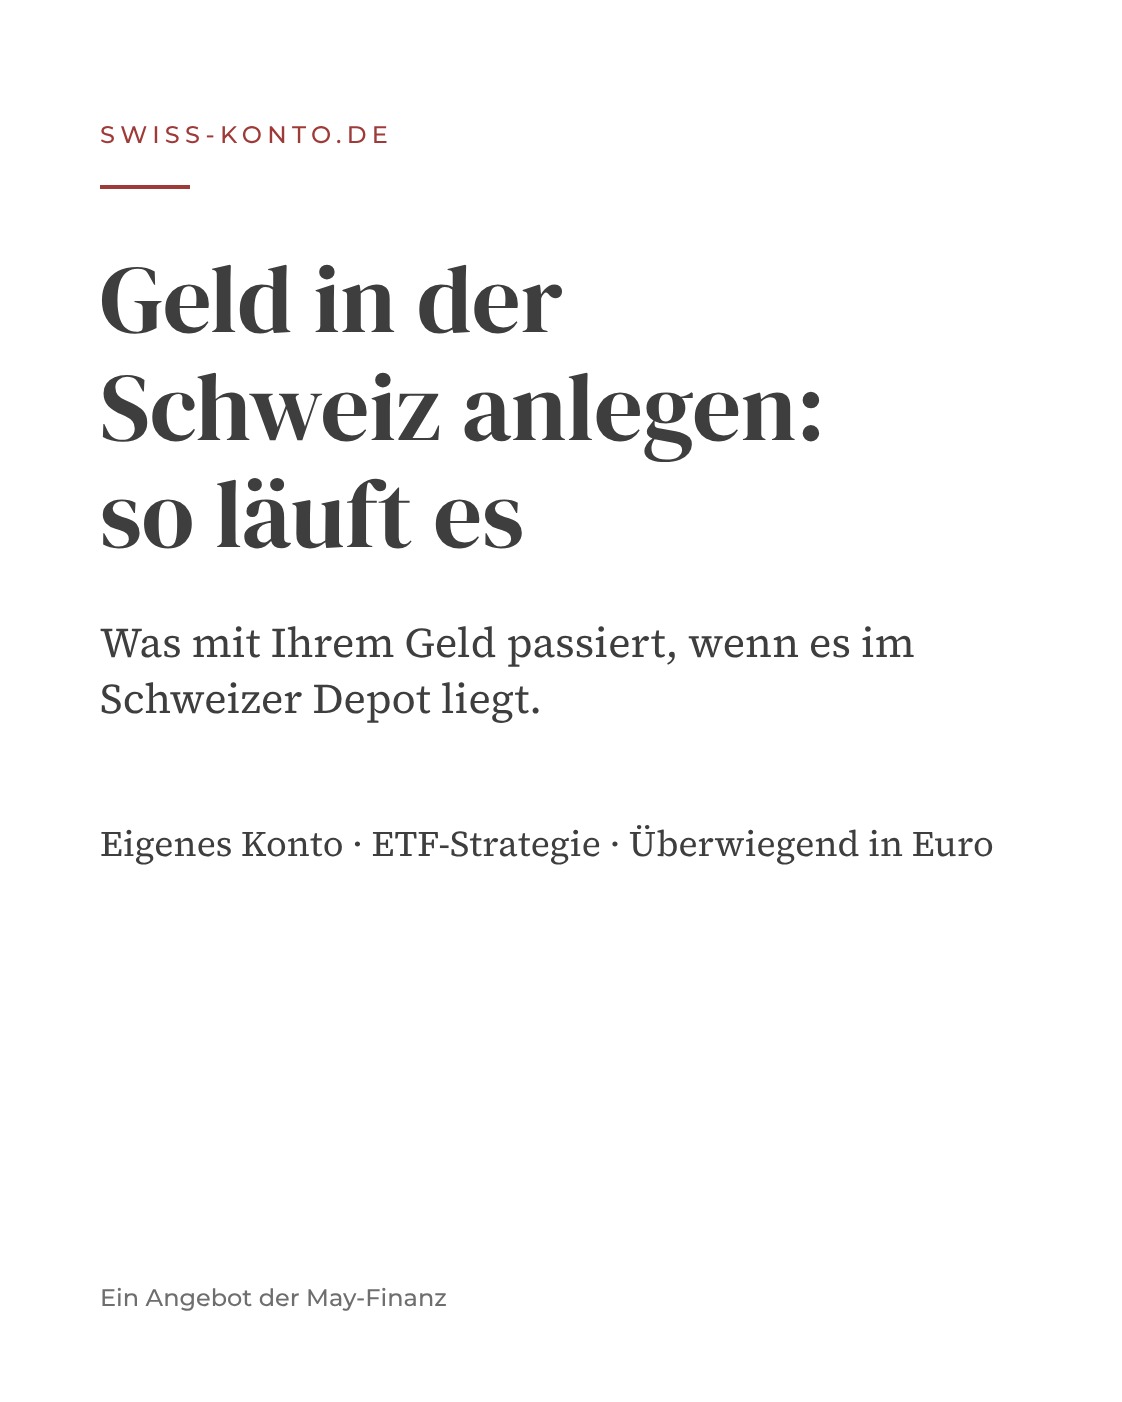 SWISS-KONTO.DE
Geld in der
Schweiz anlegen:
so läuft es
Was mit Ihrem Geld passiert, wenn es im
Schweizer Depot liegt.
Eigenes Konto · ETF-Strategie · Überwiegend in Euro
Ein Angebot der May-Finanz